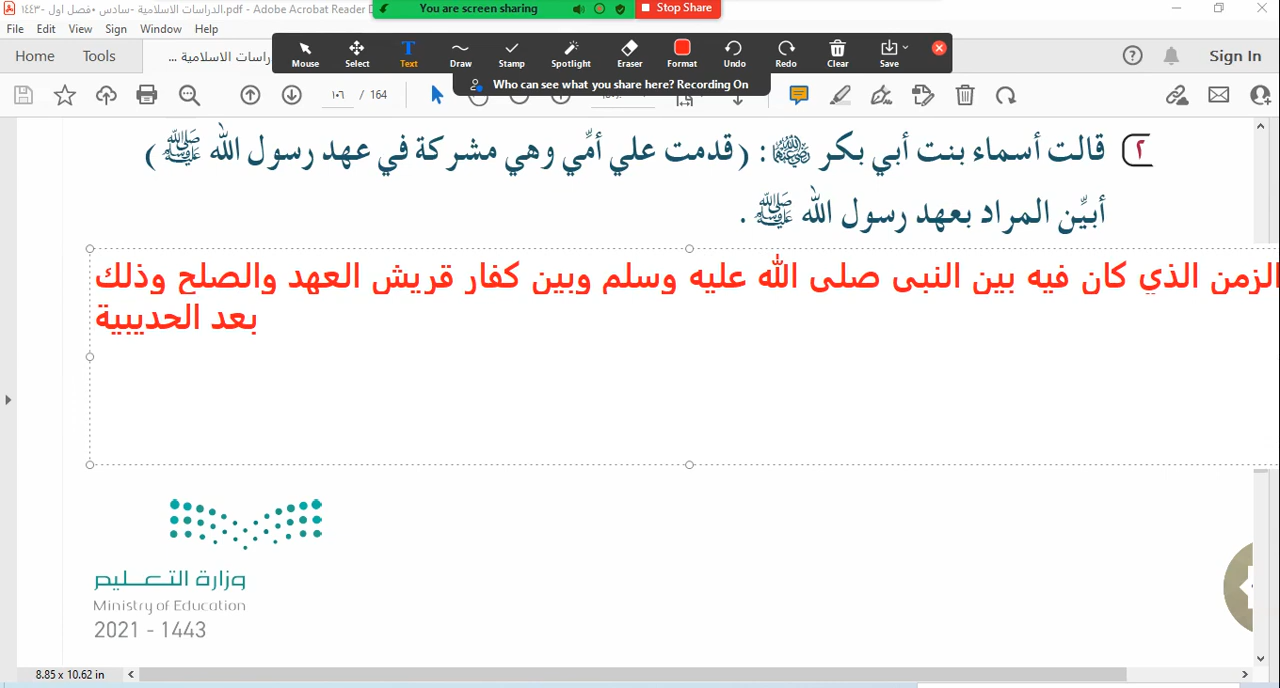 الدراسات الاسلامية -سادس -فصل اول -١٤٤٣.pdf - Adobe Acrobat Reader D
You are screen sharing
Stop Share
File Edit View Sign Window Help
Home Tools
... راسات الاسلامية
Mouse Select Text Draw Stamp Spotlight Eraser Format Undo Redo Clear Save
Sign In
Who can see what you share here? Recording On
١٠٦ / 164
٢ قالت أسماء بنت أبي بكر ﷺ: (قدمت علي أمِّي وهي مشركة في عهد رسول الله ﷺ)
أبيِّن المراد بعهد رسول الله ﷺ.
الزمن الذي كان فيه بين النبى صلى الله عليه وسلم وبين كفار قريش العهد والصلح وذلك
بعد الحديبية
وزارة التعليم
Ministry of Education
2021 - 1443
8.85 x 10.62 in